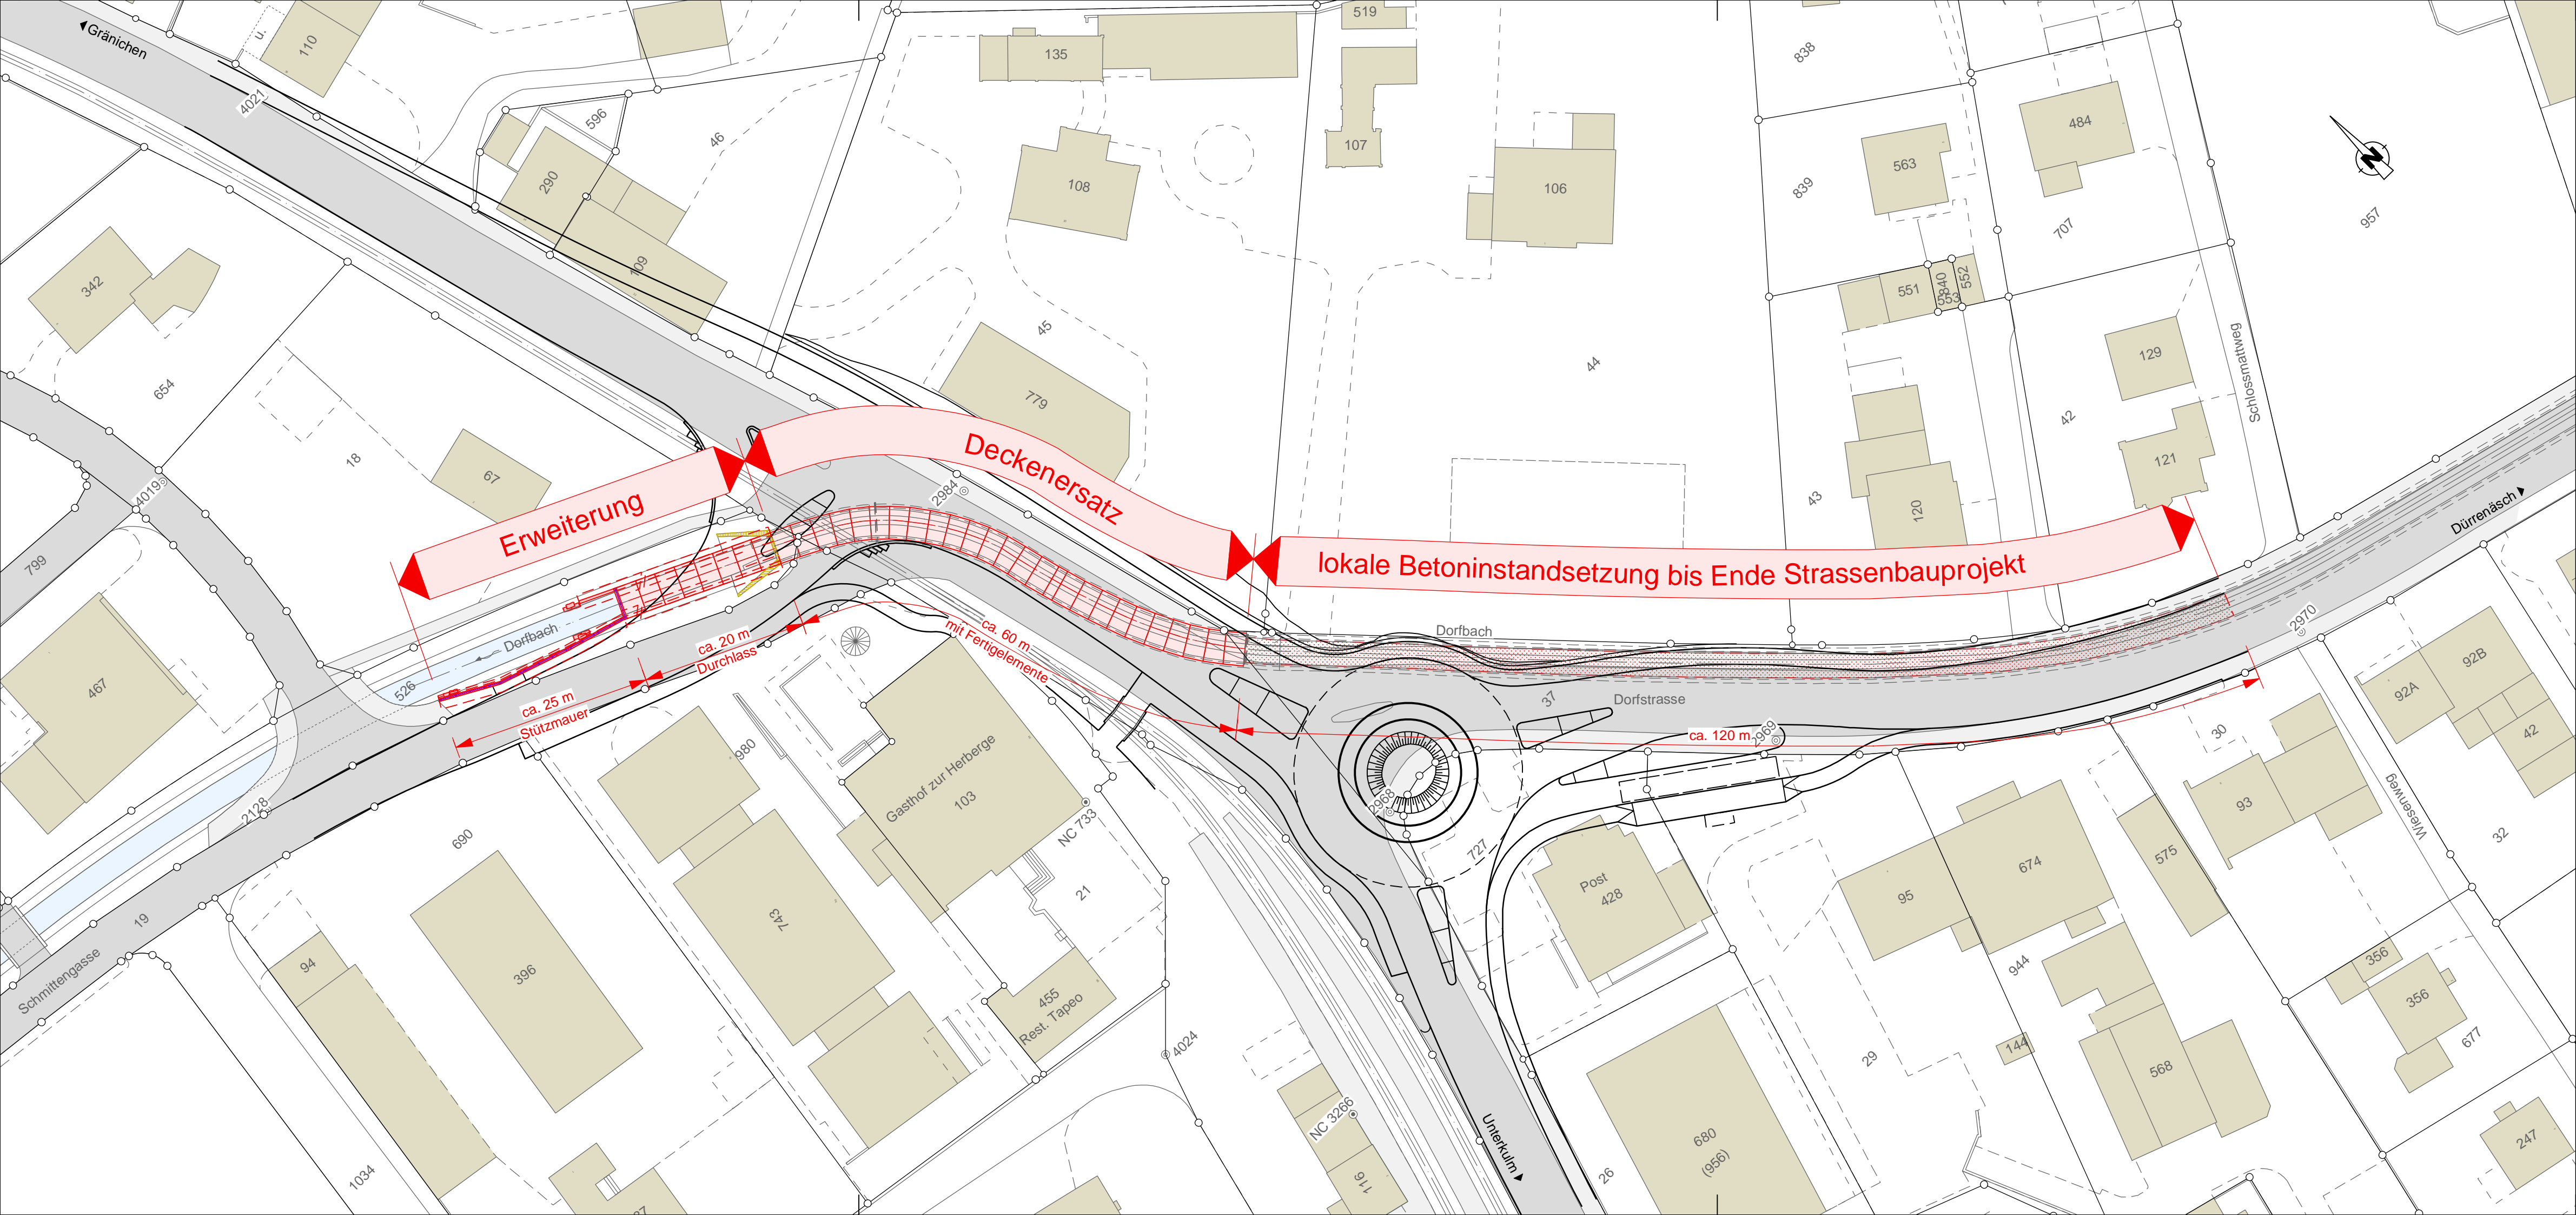 Gränichen
110
u.
4021
596
46
290
109
135
108
519
107
106
838
839
563
484
707
957
551
840
553
552
129
121
42
Schlossmattweg
120
43
44
45
779
342
654
18
67
4019
799
467
526
2984
Erweiterung
Deckenersatz
lokale Betoninstandsetzung bis Ende Strassenbauprojekt
Dürrenäsch
2970
Dorfbach
Dorfbach
Dorfstrasse
37
ca. 25 m
Stützmauer
ca. 20 m
Durchlass
ca. 60 m
mit Fertigelemente
ca. 120 m
2969
2968
727
2128
690
19
Schmittengasse
94
396
980
743
Gasthof zur Herberge
103
NC 733
21
455
Rest. Tapeo
4024
NC 3266
116
1034
Unterkulm
26
680
(956)
Post
428
95
674
575
93
30
Wiesenweg
92A
92B
42
32
944
29
144
568
356
356
677
247